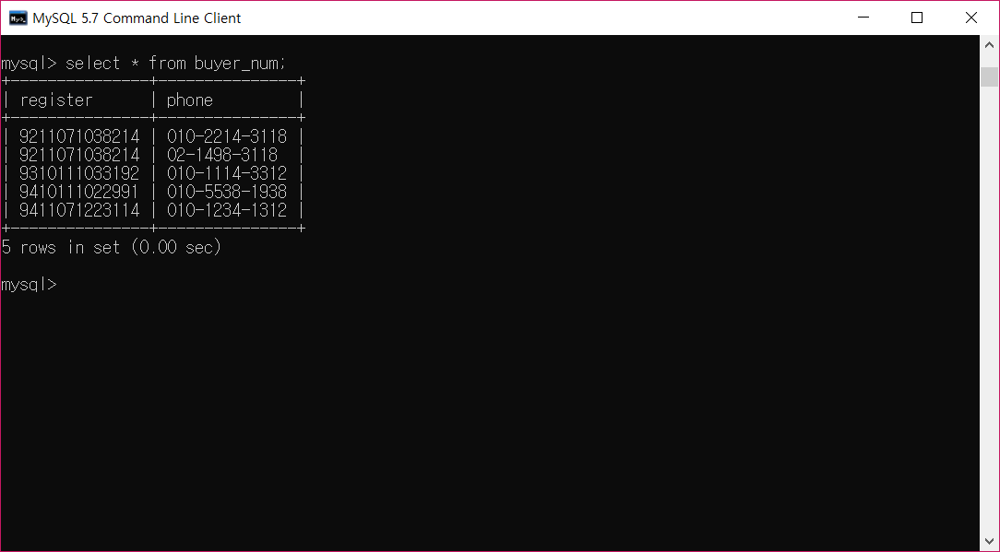 MySQL 5.7 Command Line Client
mysql> select * from buyer_num;
+---------------+---------------+
| register      | phone         |
+---------------+---------------+
| 9211071038214 | 010-2214-3118 |
| 9211071038214 | 02-1498-3118  |
| 9310111033192 | 010-1114-3312 |
| 9410111022991 | 010-5538-1938 |
| 9411071223114 | 010-1234-1312 |
+---------------+---------------+
5 rows in set (0.00 sec)
mysql>